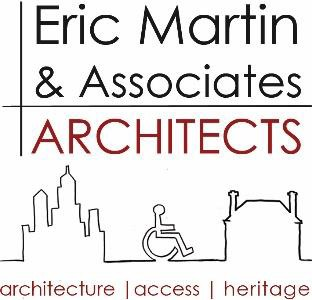 Eric Martin
& Associates
ARCHITECTS
architecture | access | heritage